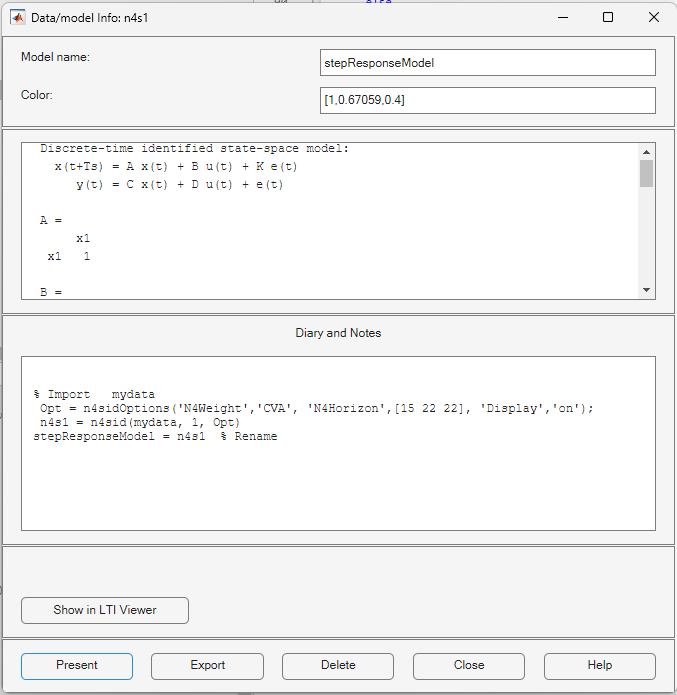 Data/model Info: n4s1
Model name:
stepResponseModel
Color:
[1,0.67059,0.4]
Discrete-time identified state-space model:
x(t+Ts) = A x(t) + B u(t) + K e(t)
y(t) = C x(t) + D u(t) + e(t)
A =
x1
x1 1
B =
Diary and Notes
% Import mydata
Opt = n4sidOptions('N4Weight','CVA', 'N4Horizon',[15 22 22], 'Display','on');
n4s1 = n4sid(mydata, 1, Opt)
stepResponseModel = n4s1 % Rename
Show in LTI Viewer
Present Export Delete Close Help